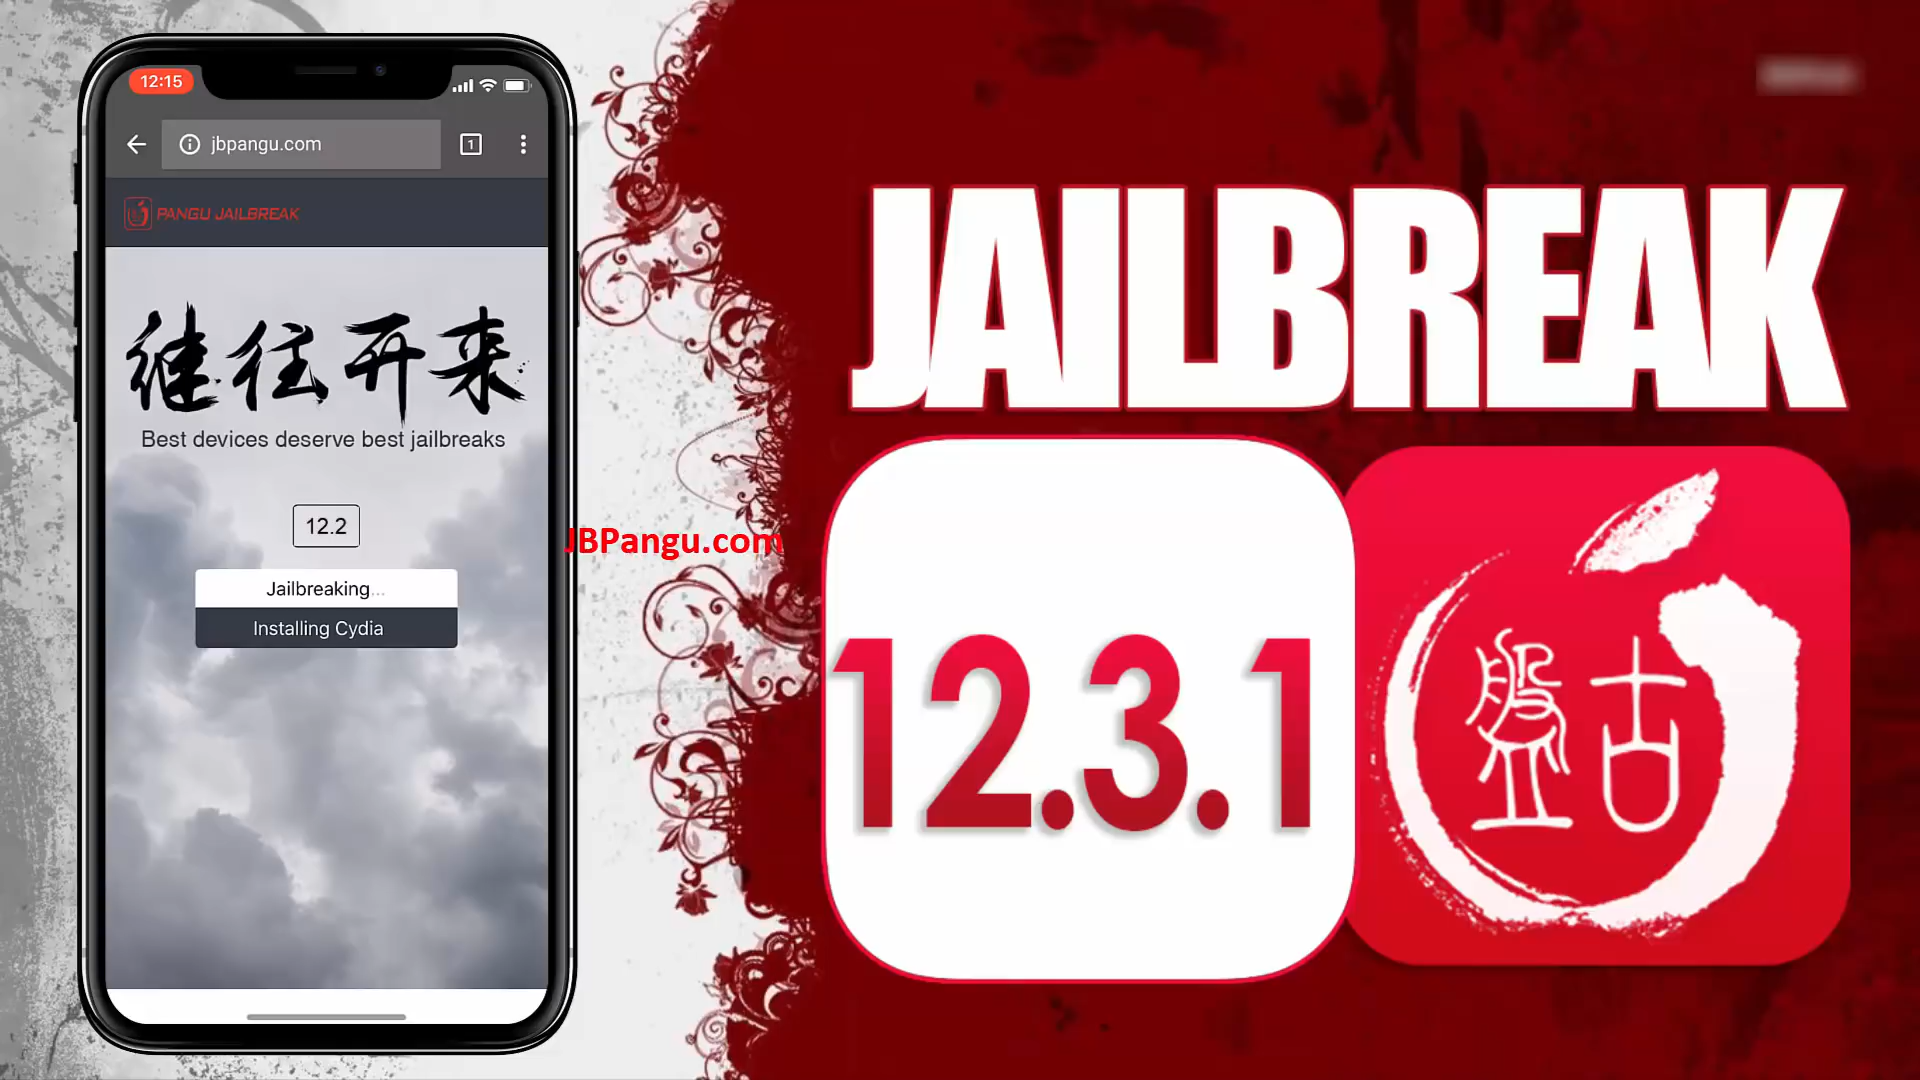 12:15
jbpangu.com
1
PANGU JAILBREAK
继往开来
Best devices deserve best jailbreaks
12.2
Jailbreaking...
Installing Cydia
JBPangu.com
JAILBREAK
12.3.1
盘古